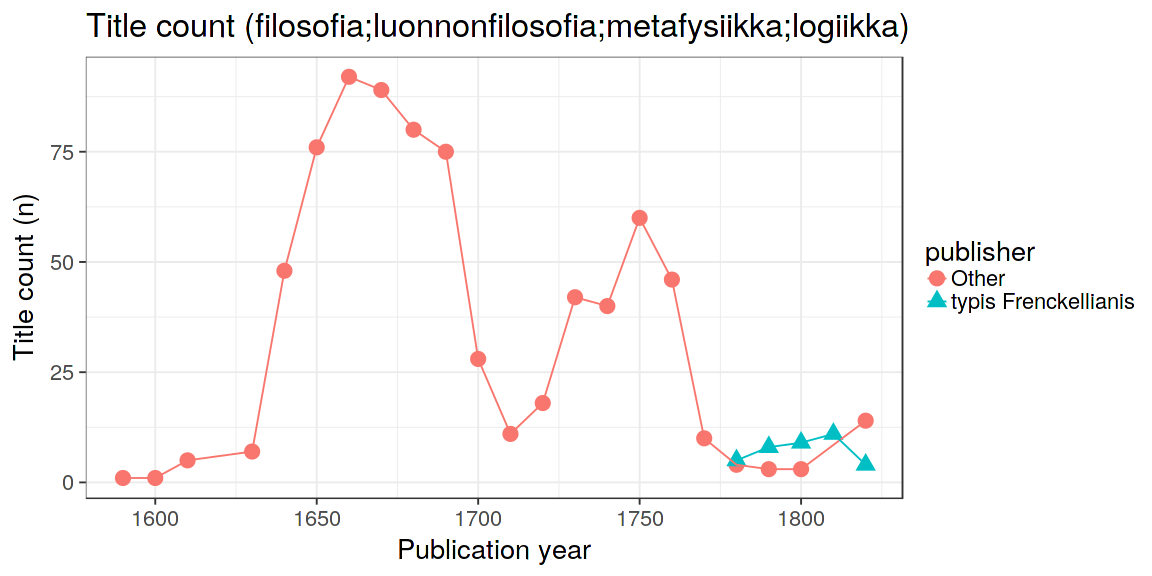 Title count (filosofia;luonnonfilosofia;metafysiikka;logiikka)
75
50
25
0
Title count (n)
1600 1650 1700 1750 1800
Publication year
publisher
Other
typis Frenckellianis